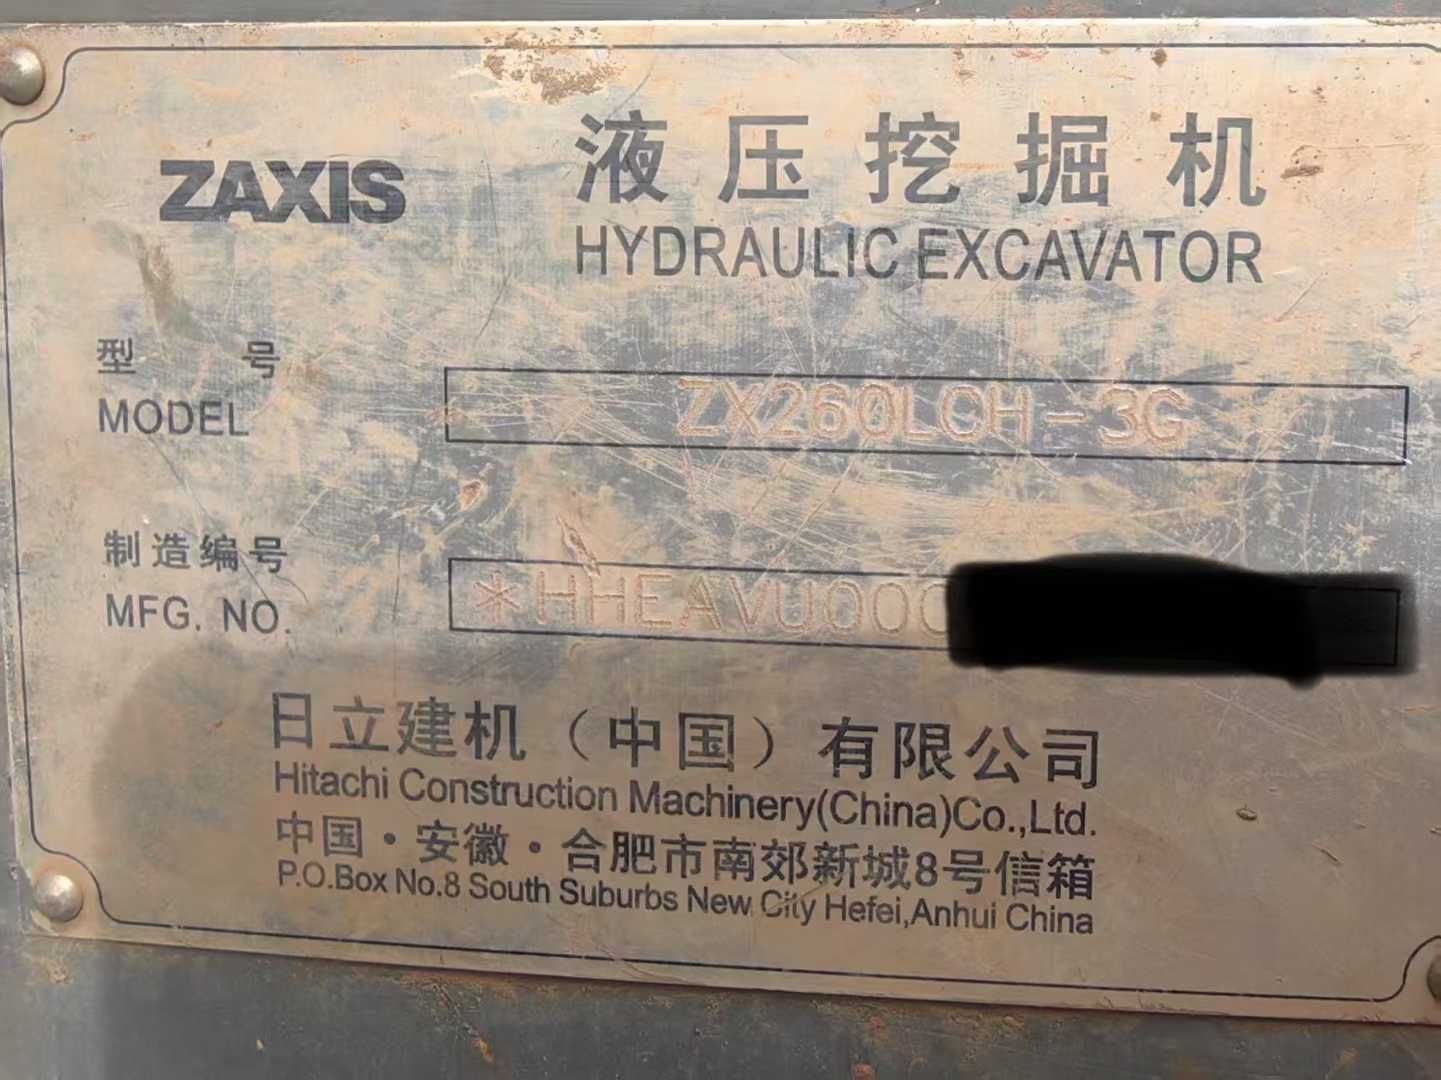 ZAXIS
液压挖掘机
HYDRAULIC EXCAVATOR
型 号
MODEL
ZX260LCH-3G
制造编号
MFG. NO.
*HHEAVU000
日立建机（中国）有限公司
Hitachi Construction Machinery(China)Co.,Ltd.
中国·安徽·合肥市南郊新城8号信箱
P.O.Box No.8 South Suburbs New City Hefei,Anhui China